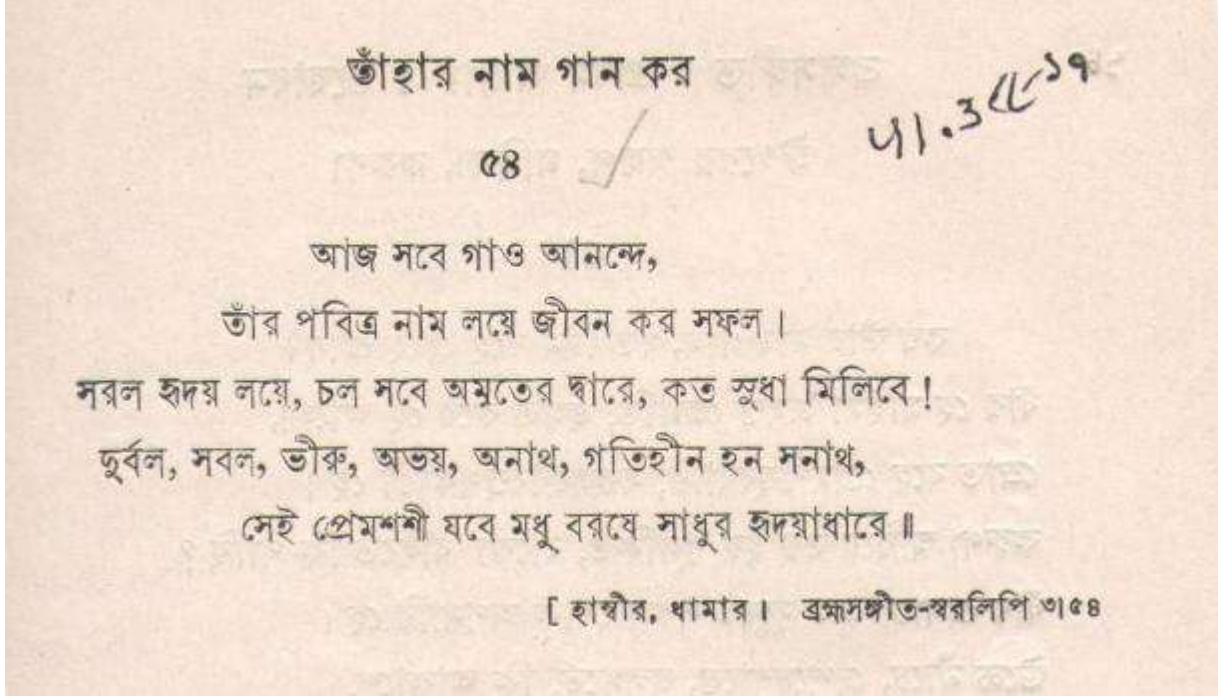 তাঁহার নাম গান কর
৫৪
আজ সবে গাও আনন্দে,
তাঁর পবিত্র নাম লয়ে জীবন কর সফল।
সরল হৃদয় লয়ে, চল সবে অমৃতের দ্বারে, কত সুধা মিলিবে!
দুর্বল, সবল, ভীরু, অভয়, অনাথ, গতিহীন হন সনাথ,
সেই প্রেমশশী যবে মধু বরষে সাধুর হৃদয়াধারে॥
[ হাম্বীর, ধামার। ব্রহ্মসঙ্গীত-স্বরলিপি ৩।৫৪